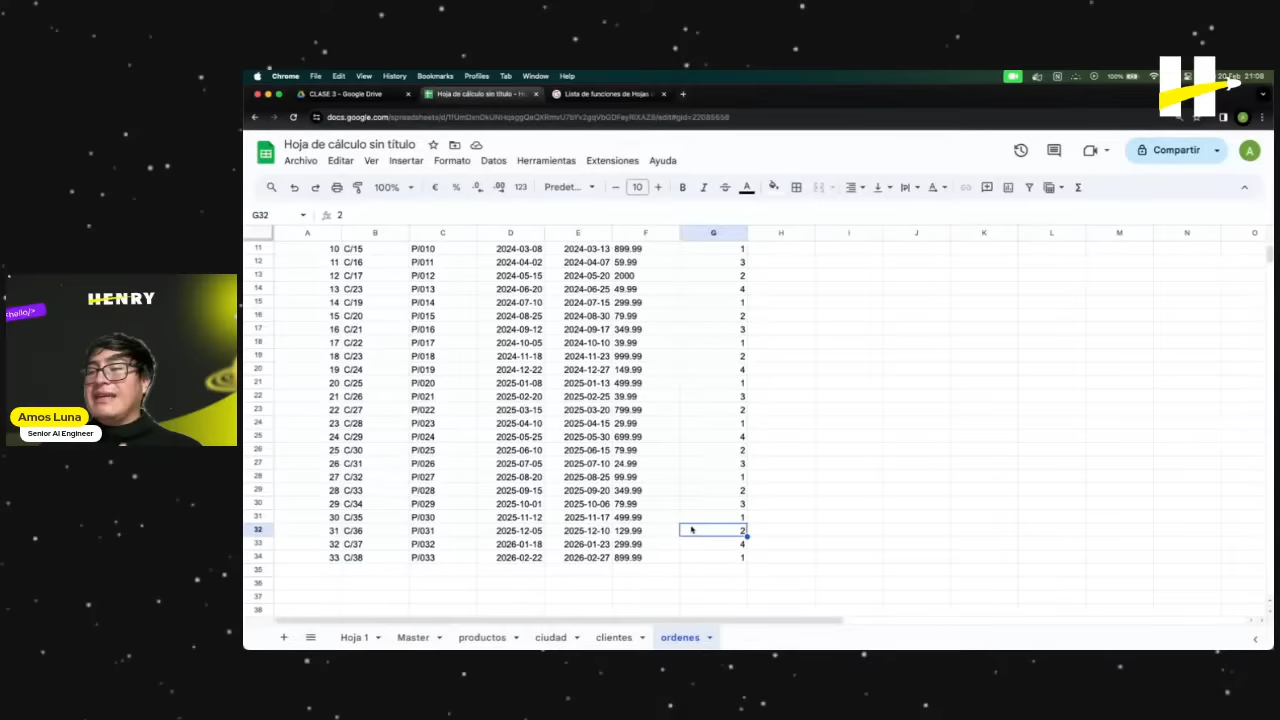 H
Chrome File Edit View History Bookmarks Profiles Tab Window Help 100% 20 Feb 21:08
CLASE 3 – Google Drive Hoja de cálculo sin título - H Lista de funciones de Hojas
Hoja de cálculo sin título
Archivo Editar Ver Insertar Formato Datos Herramientas Extensiones Ayuda
Compartir A
100% € % .0 .00 123 Predet... 10 B I A Σ
G32 fx 2
A B C D E F G H I J K L M N O
11 10 C/15 P/010 2024-03-08 2024-03-13 899.99 1
12 11 C/16 P/011 2024-04-02 2024-04-07 59.99 3
13 12 C/17 P/012 2024-05-15 2024-05-20 2000 2
14 13 C/23 P/013 2024-06-20 2024-06-25 49.99 4
15 14 C/19 P/014 2024-07-10 2024-07-15 299.99 1
16 15 C/20 P/015 2024-08-25 2024-08-30 79.99 2
17 16 C/21 P/016 2024-09-12 2024-09-17 349.99 3
18 17 C/22 P/017 2024-10-05 2024-10-10 39.99 1
19 18 C/23 P/018 2024-11-18 2024-11-23 999.99 2
20 19 C/24 P/019 2024-12-22 2024-12-27 149.99 4
21 20 C/25 P/020 2025-01-08 2025-01-13 499.99 1
22 21 C/26 P/021 2025-02-20 2025-02-25 39.99 3
23 22 C/27 P/022 2025-03-15 2025-03-20 799.99 2
24 23 C/28 P/023 2025-04-10 2025-04-15 29.99 1
25 24 C/29 P/024 2025-05-25 2025-05-30 699.99 4
26 25 C/30 P/025 2025-06-10 2025-06-15 79.99 2
27 26 C/31 P/026 2025-07-05 2025-07-10 24.99 3
28 27 C/32 P/027 2025-08-20 2025-08-25 99.99 1
29 28 C/33 P/028 2025-09-15 2025-09-20 349.99 2
30 29 C/34 P/029 2025-10-01 2025-10-06 79.99 3
31 30 C/35 P/030 2025-11-12 2025-11-17 499.99 1
32 31 C/36 P/031 2025-12-05 2025-12-10 129.99 2
33 32 C/37 P/032 2026-01-18 2026-01-23 299.99 4
34 33 C/38 P/033 2026-02-22 2026-02-27 899.99 1
35
36
37
38
Hoja 1 Master productos ciudad clientes ordenes
HENRY
<hello/>
Amos Luna
Senior AI Engineer